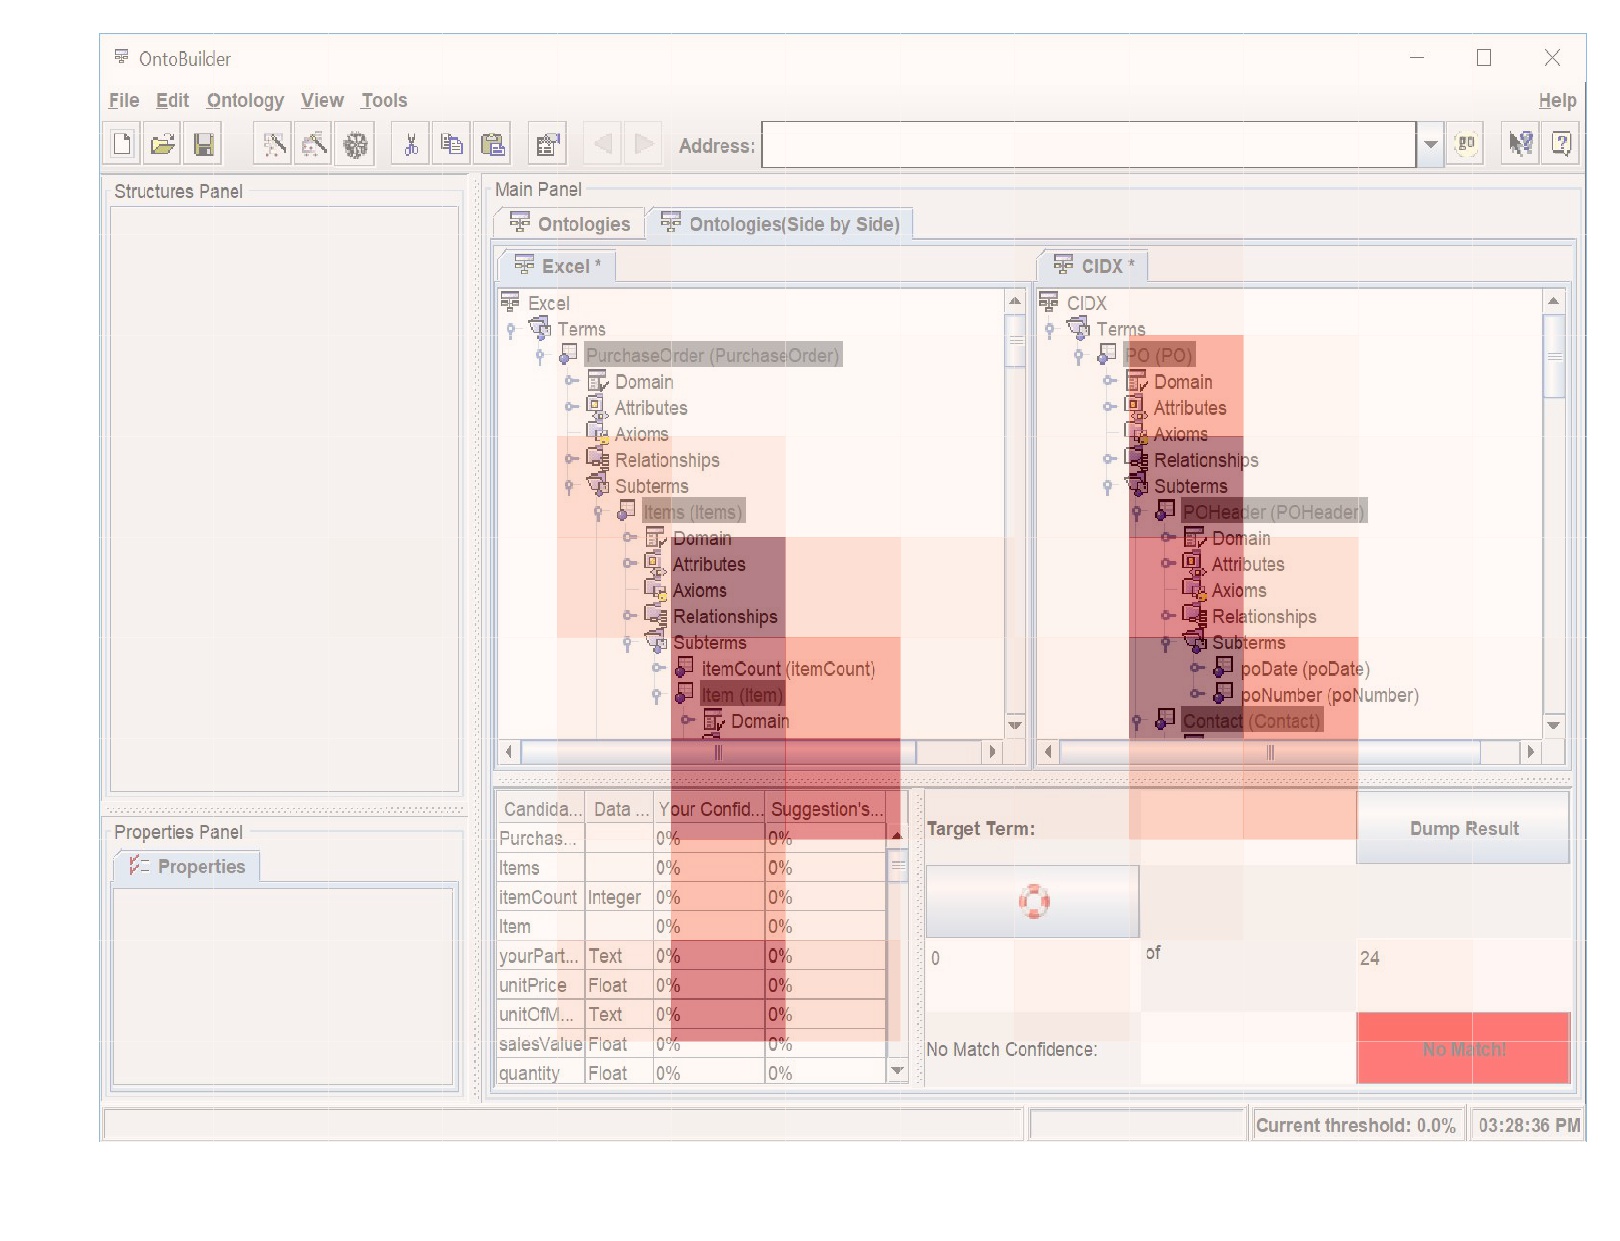 OntoBuilder
File Edit Ontology View Tools Help
Address: go
Structures Panel
Main Panel
Ontologies Ontologies(Side by Side)
Excel *
Excel
Terms
PurchaseOrder (PurchaseOrder)
Domain
Attributes
Axioms
Relationships
Subterms
Items (Items)
Domain
Attributes
Axioms
Relationships
Subterms
itemCount (itemCount)
Item (Item)
Domain
CIDX *
CIDX
Terms
PO (PO)
Domain
Attributes
Axioms
Relationships
Subterms
POHeader (POHeader)
Domain
Attributes
Axioms
Relationships
Subterms
poDate (poDate)
poNumber (poNumber)
Contact (Contact)
Properties Panel
Properties
Candida... Data ... Your Confid... Suggestion's...
Purchas... 0% 0%
Items 0% 0%
itemCount Integer 0% 0%
Item 0% 0%
yourPart... Text 0% 0%
unitPrice Float 0% 0%
unitOfM... Text 0% 0%
salesValue Float 0% 0%
quantity Float 0% 0%
Target Term: Dump Result
0 of 24
No Match Confidence: No Match!
Current threshold: 0.0% 03:28:36 PM